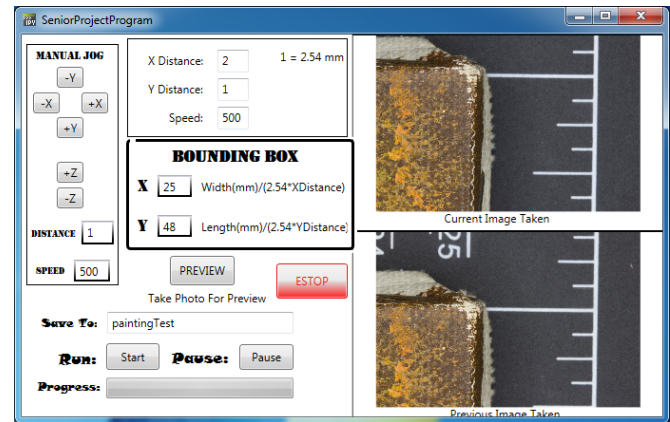 SeniorProjectProgram
MANUAL JOG
-Y
-X +X
+Y
+Z
-Z
DISTANCE 1
SPEED 500
X Distance: 2 1 = 2.54 mm
Y Distance: 1
Speed: 500
BOUNDING BOX
X 25 Width(mm)/(2.54*XDistance)
Y 48 Length(mm)/(2.54*YDistance)
PREVIEW
ESTOP
Take Photo For Preview
Save To: paintingTest
Run: Start Pause: Pause
Progress:
Current Image Taken
25
Previous Image Taken